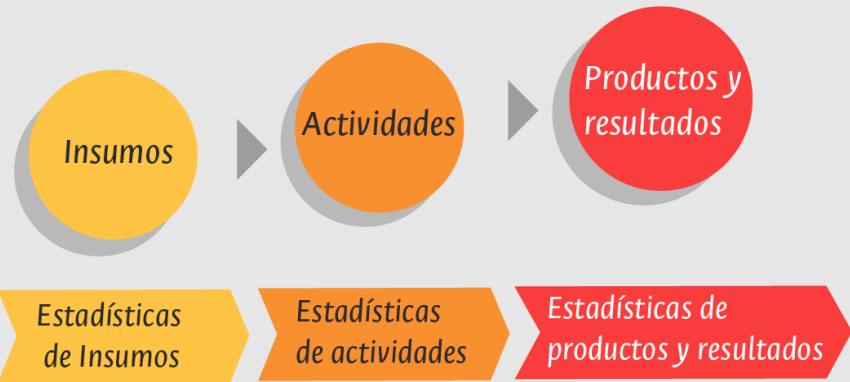 Insumos
Actividades
Productos y
resultados
Estadísticas
de Insumos
Estadísticas
de actividades
Estadísticas de
productos y resultados